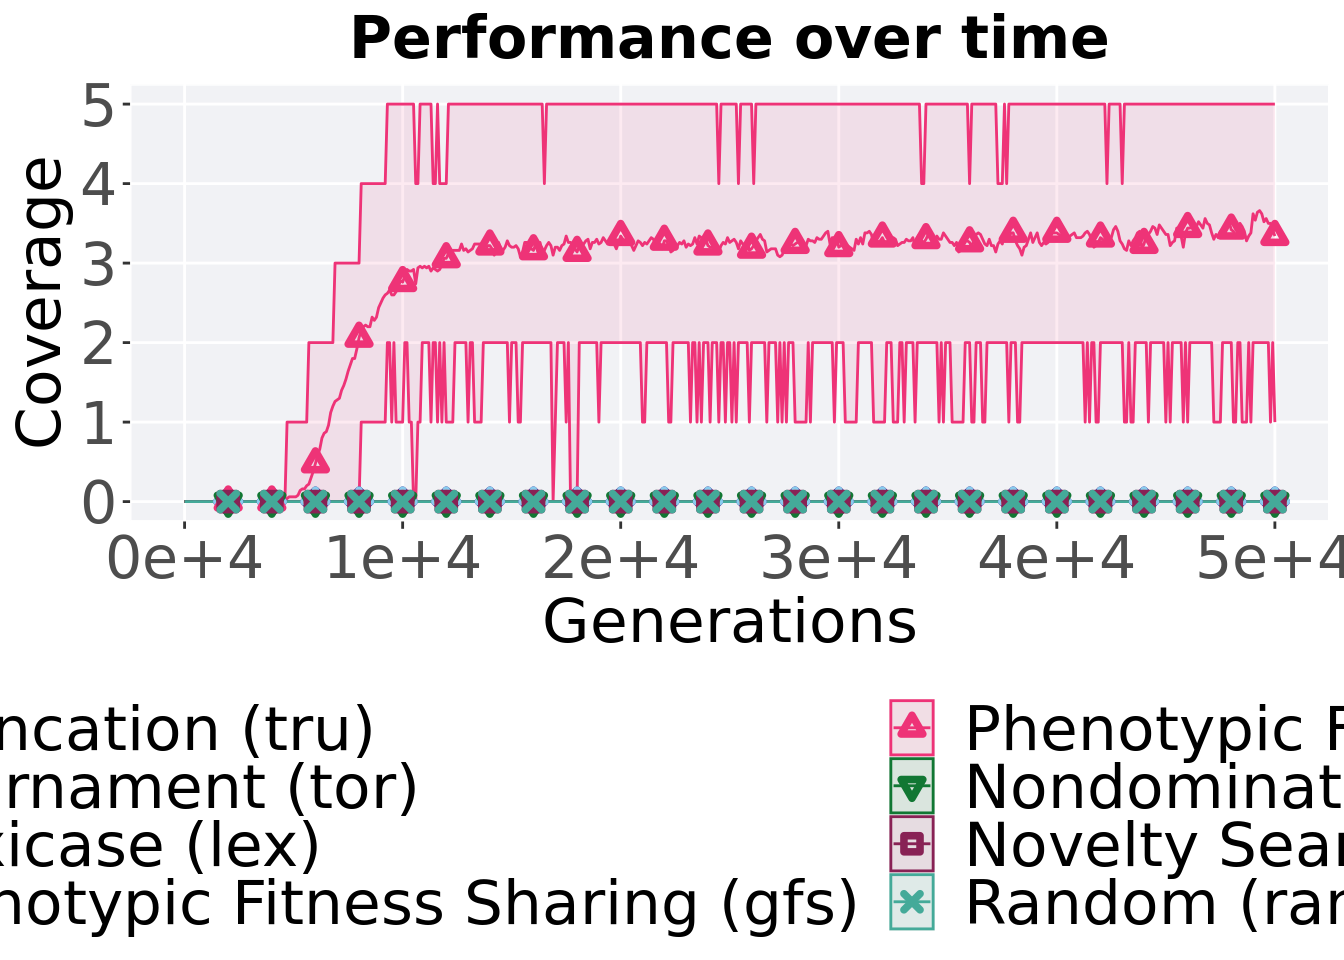 Performance over time
Coverage
5
4
3
2
1
0
0e+4 1e+4 2e+4 3e+4 4e+4 5e+4
Generations
ncation (tru)
rnament (tor)
xicase (lex)
notypic Fitness Sharing (gfs)
Phenotypic F
Nondominat
Novelty Sear
Random (ran